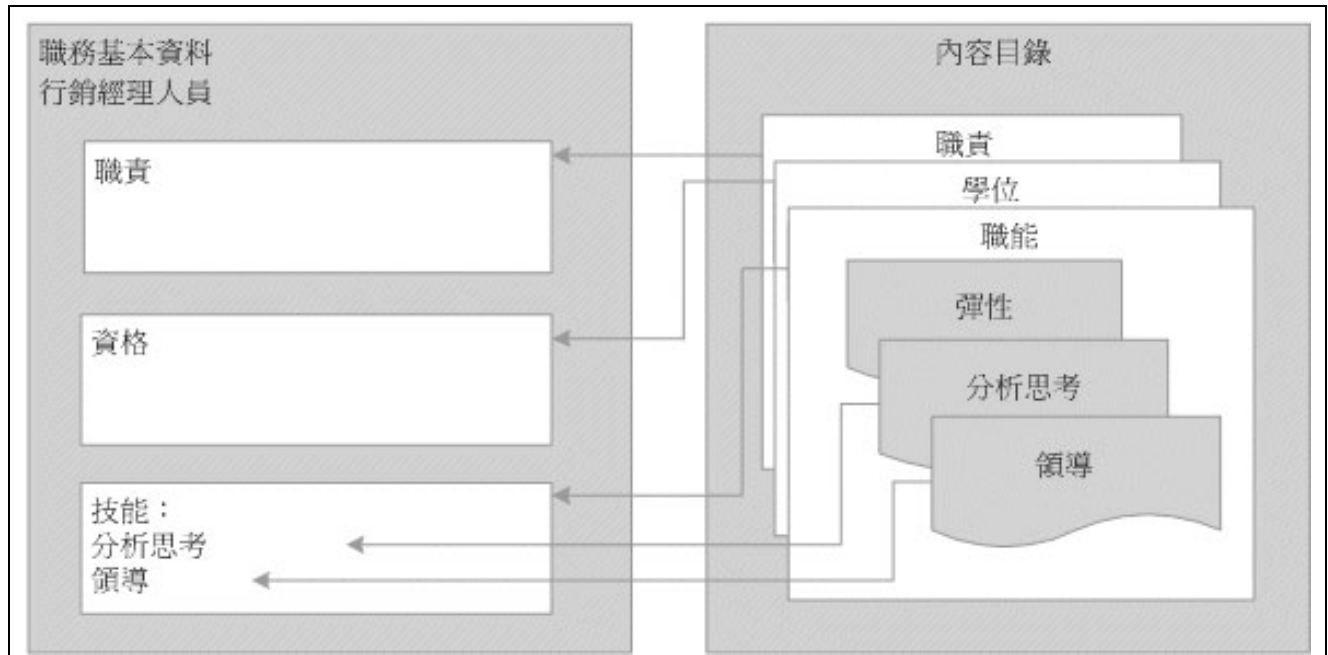 職務基本資料
行銷經理人員
職責
資格
技能：
分析思考
領導
內容目錄
職責
學位
職能
彈性
分析思考
領導